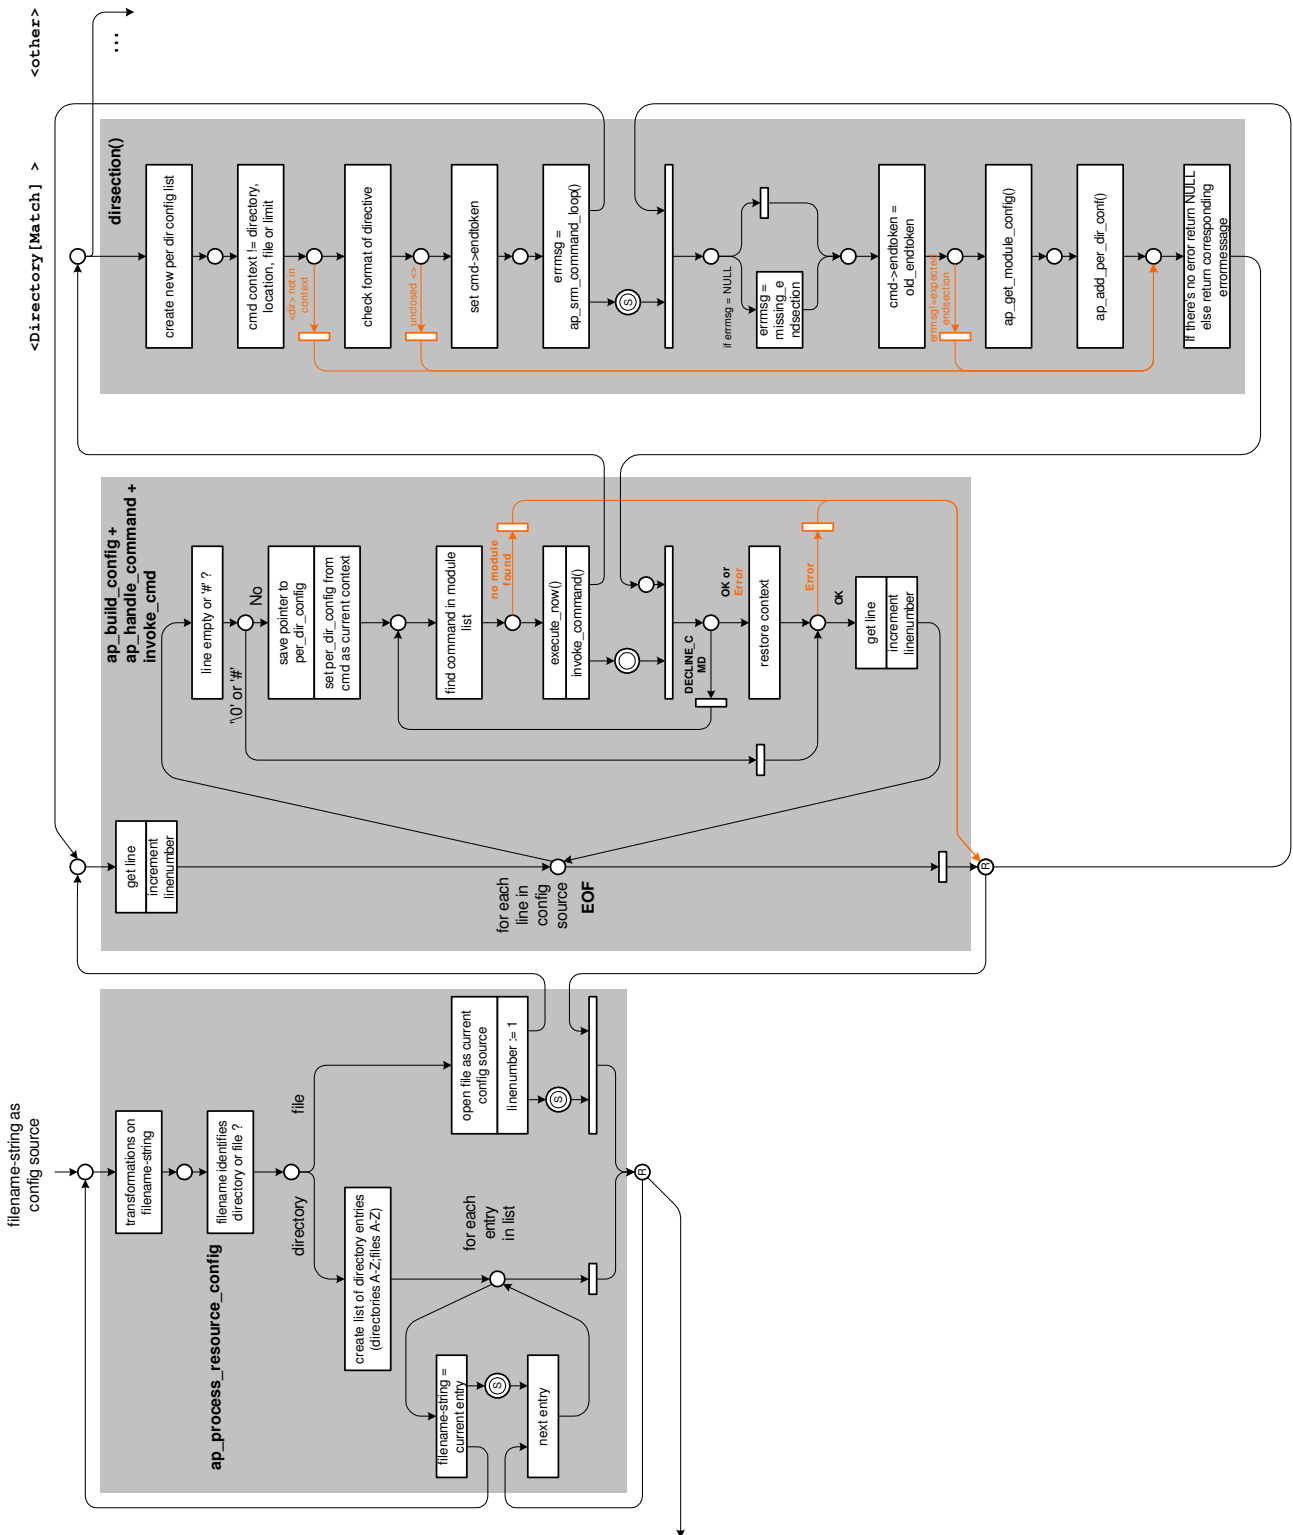 <Directory[Match] >
<other>
...
dirsection()
create new per dir config list
cmd context != directory,
location, file or limit
<dir> not in
context
check format of directive
unclosed <>
set cmd->endtoken
errmsg =
ap_srm_command_loop()
S
if errmsg = NULL
errmsg =
missing_e
ndsection
cmd->endtoken =
old_endtoken
errmsg!=expected
endsection
ap_get_module_config()
ap_add_per_dir_conf()
If there's no error return NULL
else return corresponding
errormessage
ap_build_config +
ap_handle_command +
invoke_cmd
line empty or '#' ?
No
'\0' or '#'
save pointer to
per_dir_config
set per_dir_config from
cmd as current context
find command in module
list
no module
found
execute_now()
invoke_command()
DECLINE_C
MD
OK or
Error
restore context
Error
OK
get line
increment
linenumber
get line
increment
linenumber
for each
line in
config
source
EOF
R
filename-string as
config source
ap_process_resource_config
transformations on
filename-string
filename identifies
directory or file ?
file
directory
open file as current
config source
linenumber := 1
S
create list of directory entries
(directories A-Z;files A-Z)
for each
entry
in list
filename-string =
current entry
S
next entry
R